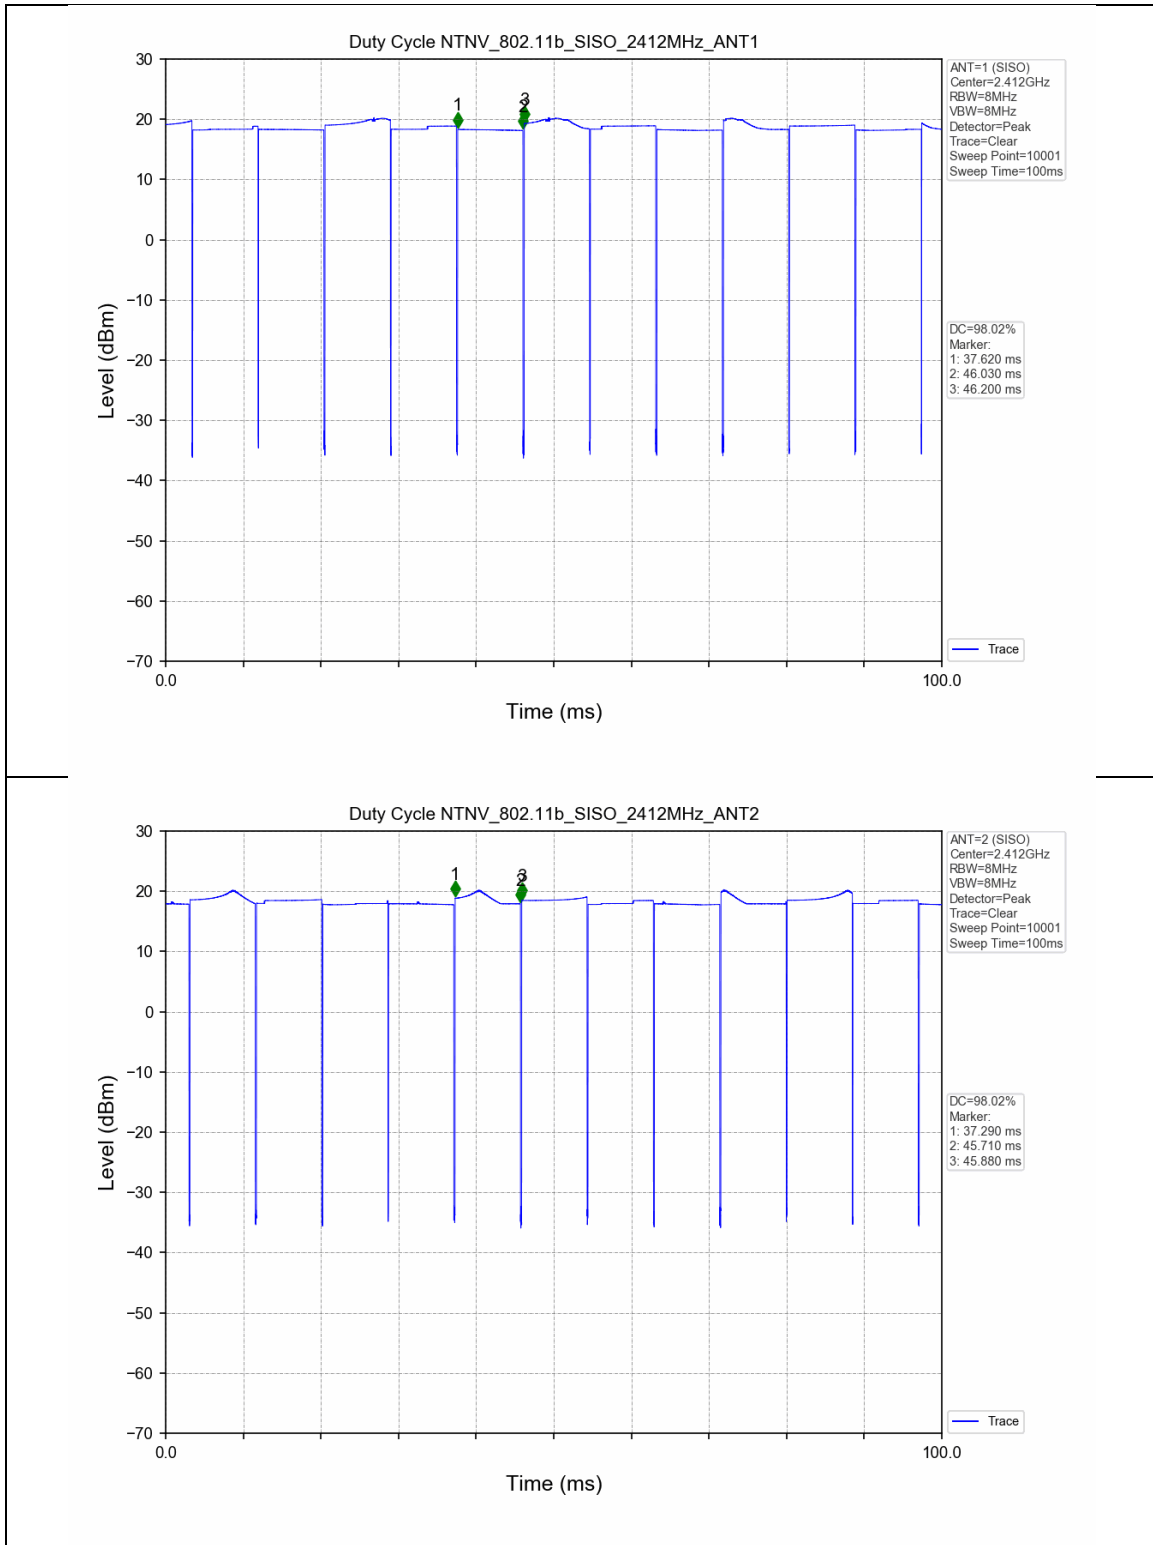 Duty Cycle NTNV_802.11b_SISO_2412MHz_ANT1
30
20
10
0
−10
−20
−30
−40
−50
−60
−70
Level (dBm)
1
2
3
ANT=1 (SISO)
Center=2.412GHz
RBW=8MHz
VBW=8MHz
Detector=Peak
Trace=Clear
Sweep Point=10001
Sweep Time=100ms
DC=98.02%
Marker:
1: 37.620 ms
2: 46.030 ms
3: 46.200 ms
Trace
0.0
100.0
Time (ms)
Duty Cycle NTNV_802.11b_SISO_2412MHz_ANT2
30
20
10
0
−10
−20
−30
−40
−50
−60
−70
Level (dBm)
1
2
3
ANT=2 (SISO)
Center=2.412GHz
RBW=8MHz
VBW=8MHz
Detector=Peak
Trace=Clear
Sweep Point=10001
Sweep Time=100ms
DC=98.02%
Marker:
1: 37.290 ms
2: 45.710 ms
3: 45.880 ms
Trace
0.0
100.0
Time (ms)